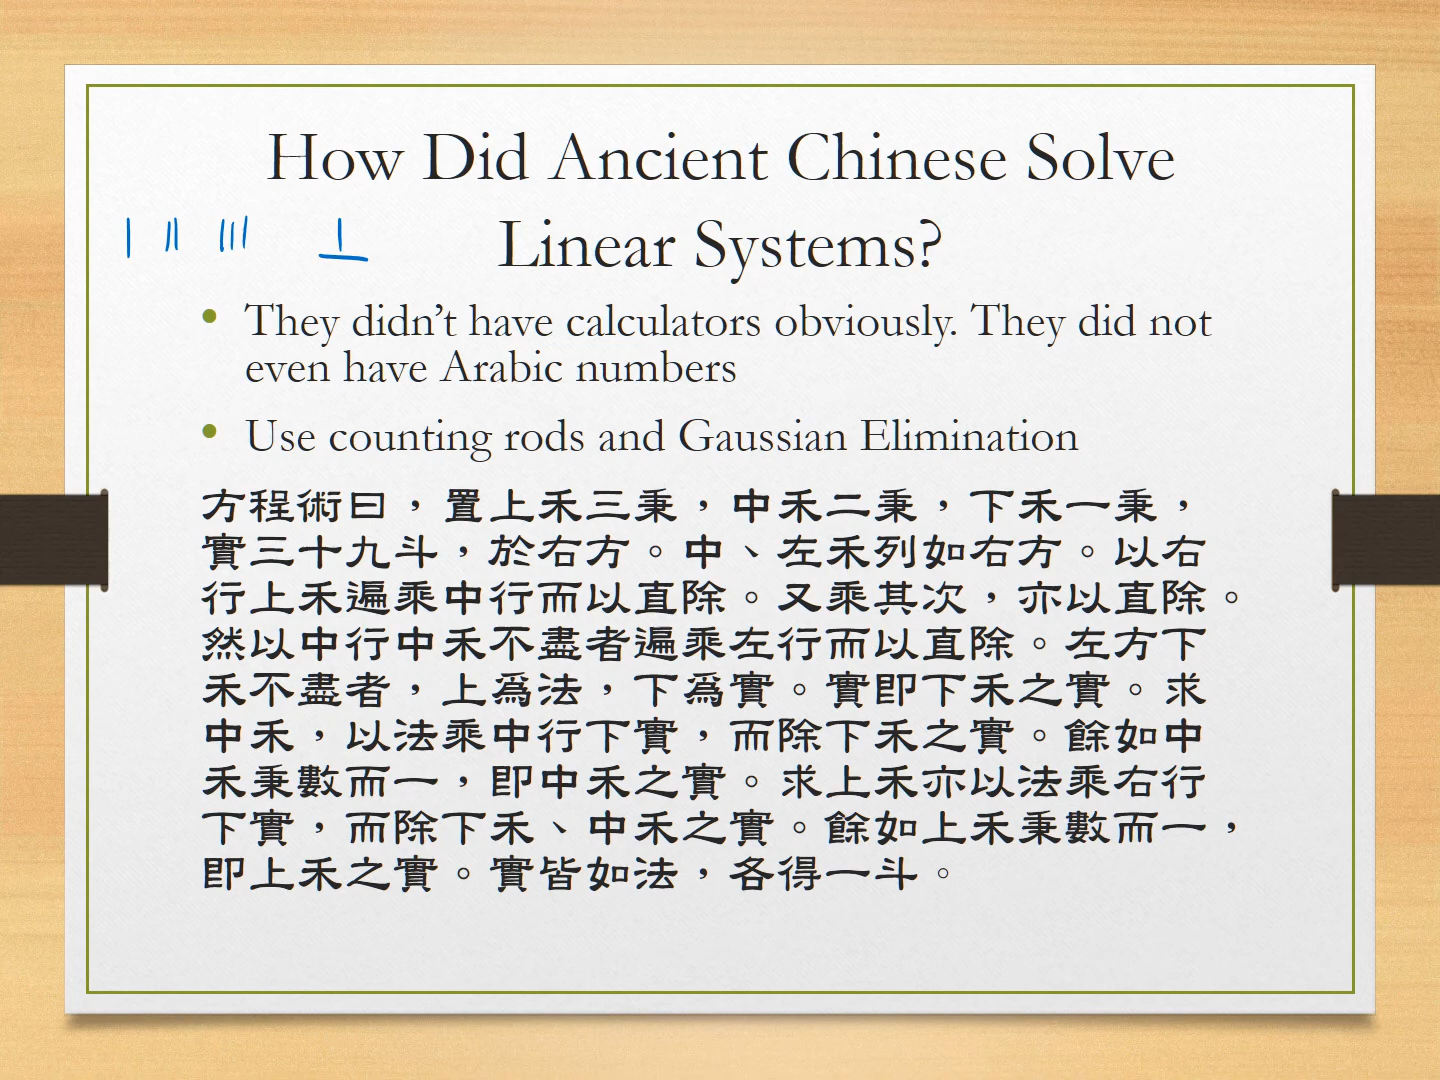 How Did Ancient Chinese Solve
Linear Systems?
• They didn’t have calculators obviously. They did not
even have Arabic numbers
• Use counting rods and Gaussian Elimination
方程術曰，置上禾三秉，中禾二秉，下禾一秉，
實三十九斗，於右方。中、左禾列如右方。以右
行上禾遍乘中行而以直除。又乘其次，亦以直除。
然以中行中禾不盡者遍乘左行而以直除。左方下
禾不盡者，上爲法，下爲實。實即下禾之實。求
中禾，以法乘中行下實，而除下禾之實。餘如中
禾秉數而一，即中禾之實。求上禾亦以法乘右行
下實，而除下禾、中禾之實。餘如上禾秉數而一，
即上禾之實。實皆如法，各得一斗。